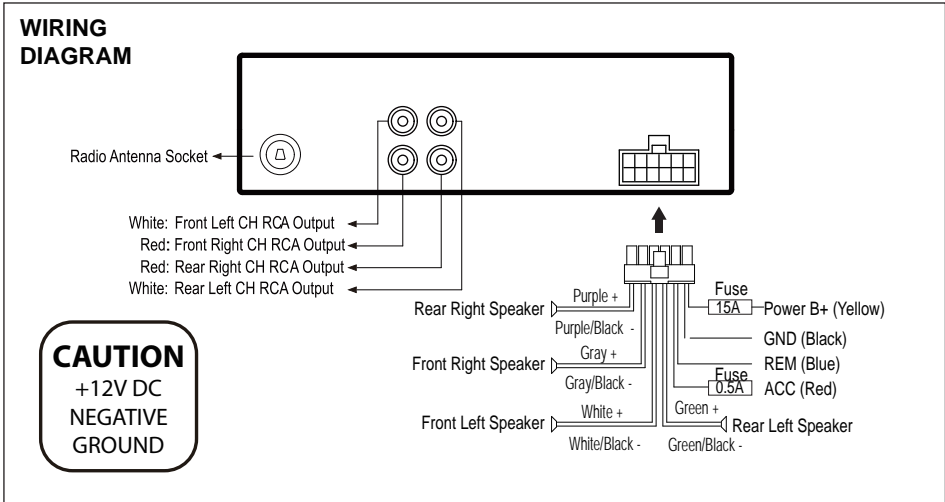 WIRING
DIAGRAM
Radio Antenna Socket
White: Front Left CH RCA Output
Red: Front Right CH RCA Output
Red: Rear Right CH RCA Output
White: Rear Left CH RCA Output
CAUTION
+12V DC
NEGATIVE
GROUND
Rear Right Speaker
Purple +
Purple/Black -
Front Right Speaker
Gray +
Gray/Black -
Front Left Speaker
White +
White/Black -
Fuse
15A
Power B+ (Yellow)
GND (Black)
REM (Blue)
Fuse
0.5A
ACC (Red)
Green +
Rear Left Speaker
Green/Black -